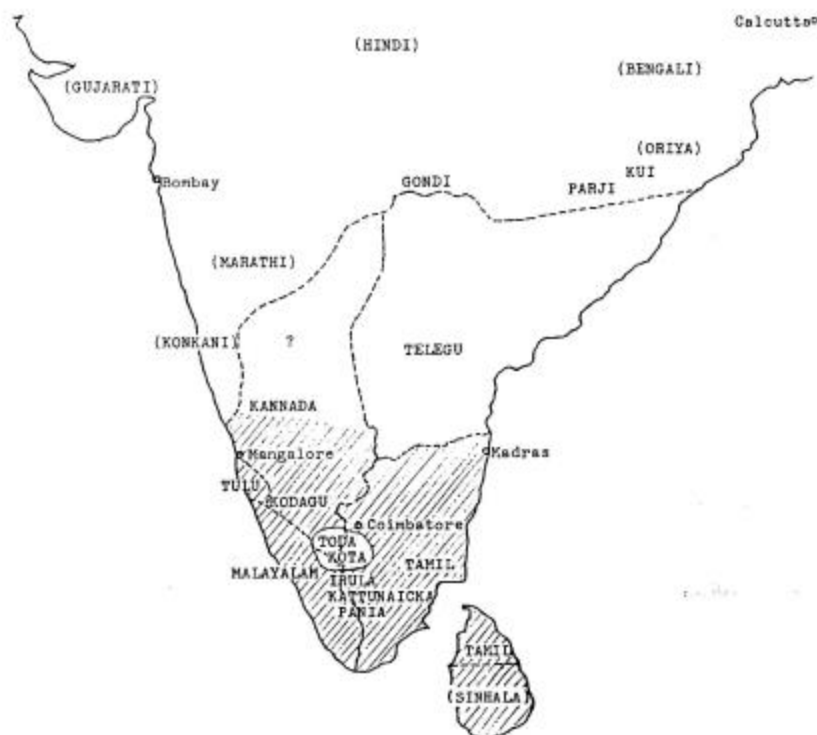 Calcutta
(HINDI)
(BENGALI)
(GUJARATI)
(ORIYA)
KUI
Bombay
GONDI
PARJI
(MARATHI)
(KONKANI)
?
TELEGU
KANNADA
Mangalore
Madras
TULU
KODAGU
Coimbatore
TODA
KOTA
MALAYALAM
TAMIL
IRULA
KATTUNAICKA
PANIA
TAMIL
(SINHALA)